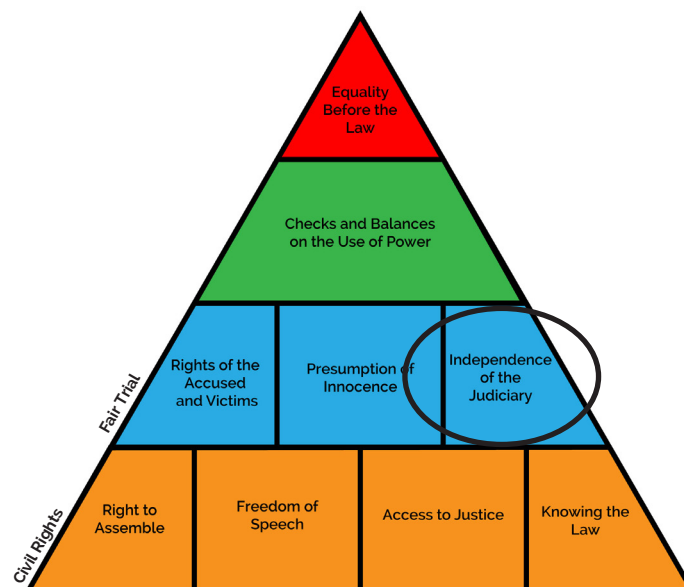 Equality
Before the
Law
Checks and Balances
on the Use of Power
Fair Trial
Rights of the
Accused
and Victims
Presumption of
Innocence
Independence
of the
Judiciary
Civil Rights
Right to
Assemble
Freedom of
Speech
Access to Justice
Knowing the
Law